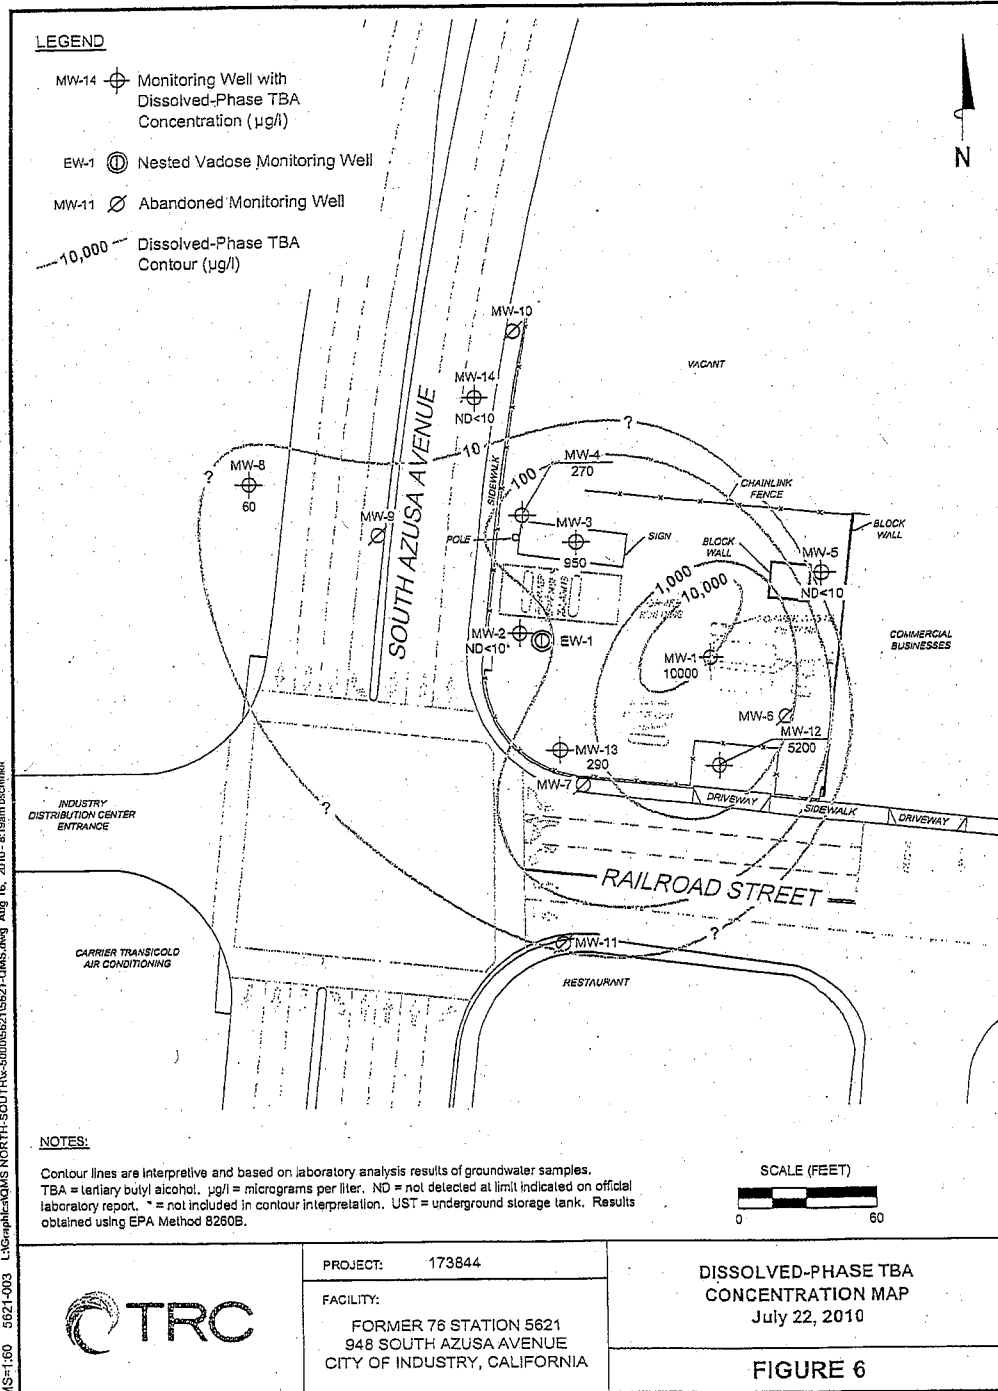 LEGEND
MW-14 Monitoring Well with
Dissolved-Phase TBA
Concentration (µg/l)
EW-1 Nested Vadose Monitoring Well
MW-11 Abandoned Monitoring Well
10,000 Dissolved-Phase TBA
Contour (µg/l)
N
MW-10
VACANT
MW-14
ND<10
SOUTH AZUSA AVENUE
SIDEWALK
10
?
MW-4
270
100
MW-8
60
?
CHAINLINK
FENCE
MW-9
MW-3
950
POLE
SIGN
BLOCK
WALL
BLOCK
WALL
MW-5
ND<10
1,000
10,000
MW-2
ND<10*
EW-1
MW-1
10000
COMMERCIAL
BUSINESSES
MW-6
MW-12
5200
MW-13
290
MW-7
DRIVEWAY
SIDEWALK
DRIVEWAY
INDUSTRY
DISTRIBUTION CENTER
ENTRANCE
?
RAILROAD STREET
?
MW-11
CARRIER TRANSICOLD
AIR CONDITIONING
RESTAURANT
NOTES:
Contour lines are interpretive and based on laboratory analysis results of groundwater samples.
TBA = tertiary butyl alcohol. µg/l = micrograms per liter. ND = not detected at limit indicated on official
laboratory report. * = not included in contour interpretation. UST = underground storage tank. Results
obtained using EPA Method 8260B.
SCALE (FEET)
0 60
TRC
PROJECT: 173844
FACILITY:
FORMER 76 STATION 5621
948 SOUTH AZUSA AVENUE
CITY OF INDUSTRY, CALIFORNIA
DISSOLVED-PHASE TBA
CONCENTRATION MAP
July 22, 2010
FIGURE 6
MS=1:60 5621-003